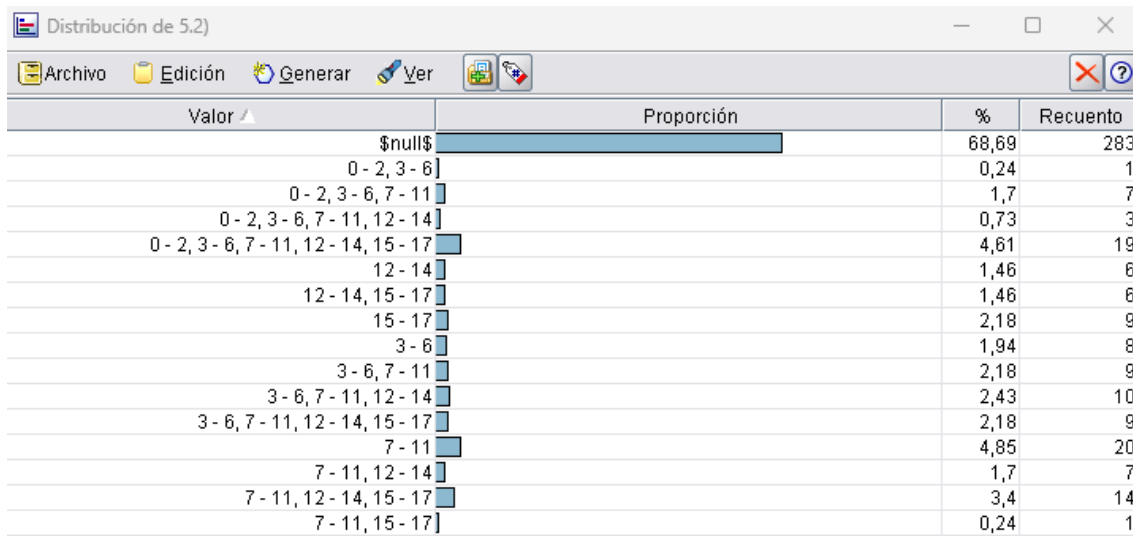 Distribución de 5.2)
Archivo Edición Generar Ver
Valor Proporción % Recuento
$null$ 68,69 283
0 - 2, 3 - 6 0,24 1
0 - 2, 3 - 6, 7 - 11 1,7 7
0 - 2, 3 - 6, 7 - 11, 12 - 14 0,73 3
0 - 2, 3 - 6, 7 - 11, 12 - 14, 15 - 17 4,61 19
12 - 14 1,46 6
12 - 14, 15 - 17 1,46 6
15 - 17 2,18 9
3 - 6 1,94 8
3 - 6, 7 - 11 2,18 9
3 - 6, 7 - 11, 12 - 14 2,43 10
3 - 6, 7 - 11, 12 - 14, 15 - 17 2,18 9
7 - 11 4,85 20
7 - 11, 12 - 14 1,7 7
7 - 11, 12 - 14, 15 - 17 3,4 14
7 - 11, 15 - 17 0,24 1